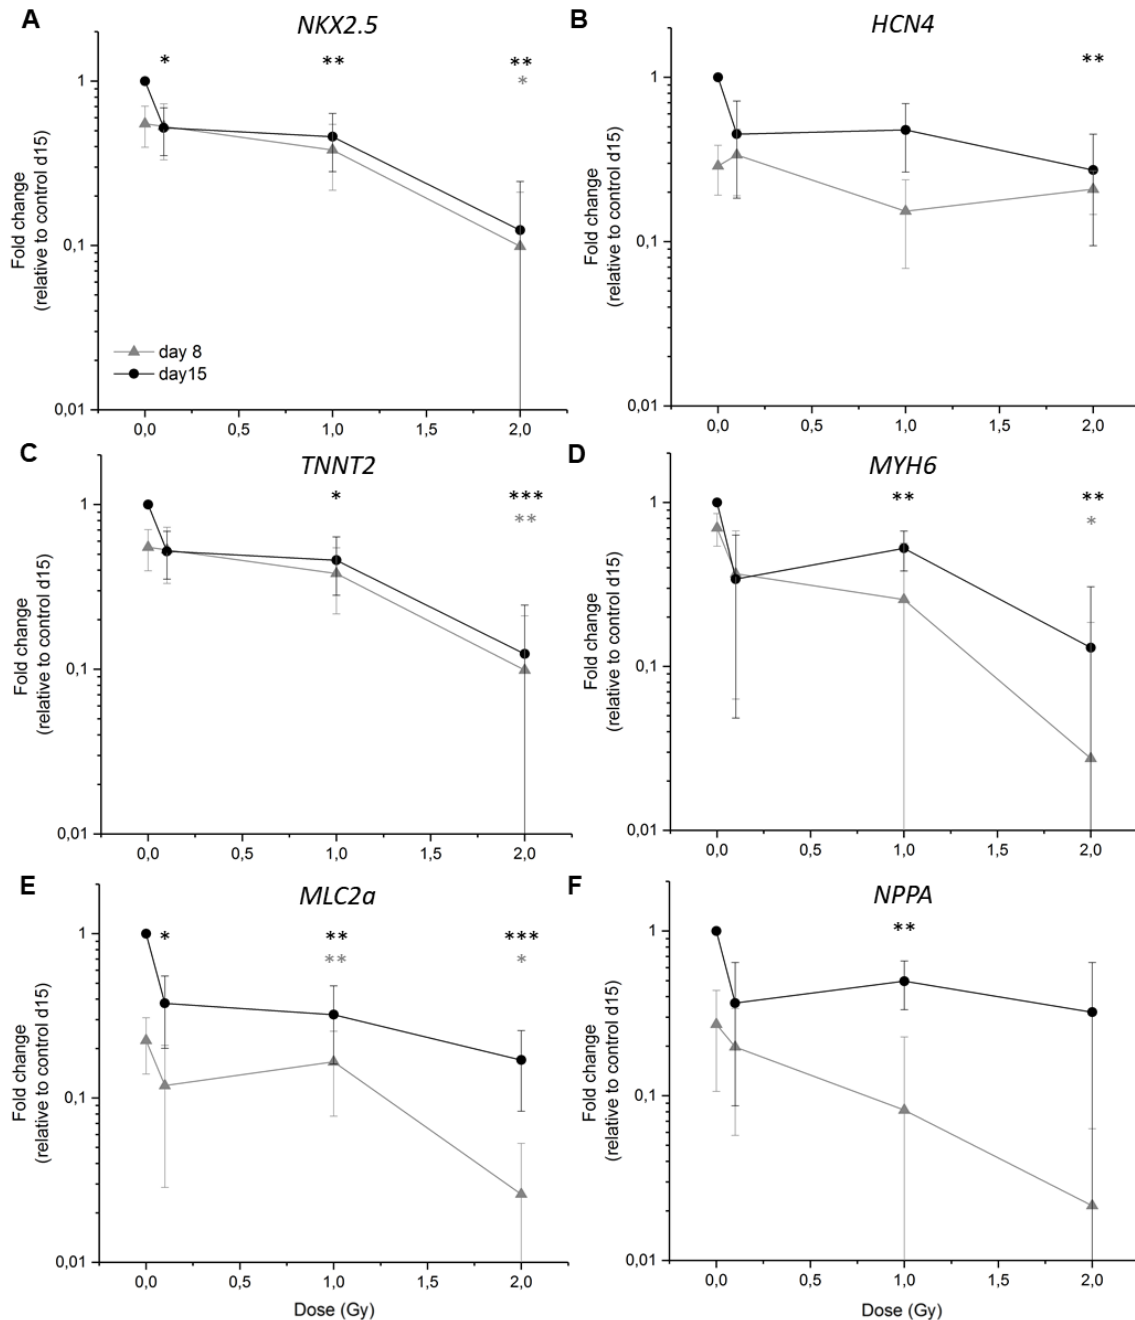 A
NKX2.5
*
**
**
*
1
0,1
0,01
Fold change
(relative to control d15)
day 8
day15
0,0
0,5
1,0
1,5
2,0
B
HCN4
**
1
0,1
0,01
Fold change
(relative to control d15)
0,0
0,5
1,0
1,5
2,0
C
TNNT2
*
***
**
1
0,1
0,01
Fold change
(relative to control d15)
0,0
0,5
1,0
1,5
2,0
D
MYH6
**
**
*
1
0,1
0,01
Fold change
(relative to control d15)
0,0
0,5
1,0
1,5
2,0
E
MLC2a
*
**
***
**
*
1
0,1
0,01
Fold change
(relative to control d15)
0,0
0,5
1,0
1,5
2,0
Dose (Gy)
F
NPPA
**
1
0,1
0,01
Fold change
(relative to control d15)
0,0
0,5
1,0
1,5
2,0
Dose (Gy)